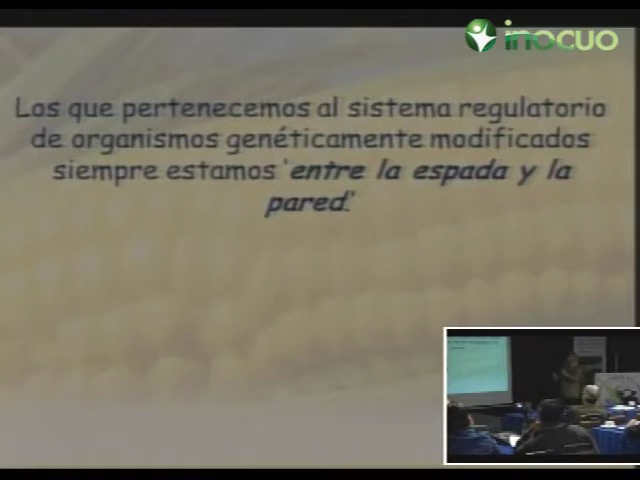 inocuo
Los que pertenecemos al sistema regulatorio
de organismos genéticamente modificados
siempre estamos 'entre la espada y la
pared.'